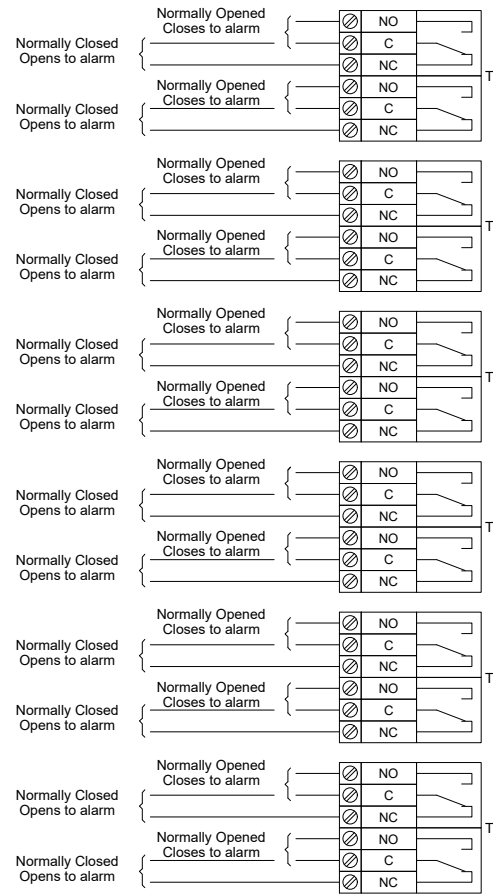 Normally Opened
Closes to alarm
NO
Normally Closed
Opens to alarm
C
NC
T
Normally Opened
Closes to alarm
NO
Normally Closed
Opens to alarm
C
NC
Normally Opened
Closes to alarm
NO
Normally Closed
Opens to alarm
C
NC
T
Normally Opened
Closes to alarm
NO
Normally Closed
Opens to alarm
C
NC
Normally Opened
Closes to alarm
NO
Normally Closed
Opens to alarm
C
NC
T
Normally Opened
Closes to alarm
NO
Normally Closed
Opens to alarm
C
NC
Normally Opened
Closes to alarm
NO
Normally Closed
Opens to alarm
C
NC
T
Normally Opened
Closes to alarm
NO
Normally Closed
Opens to alarm
C
NC
Normally Opened
Closes to alarm
NO
Normally Closed
Opens to alarm
C
NC
T
Normally Opened
Closes to alarm
NO
Normally Closed
Opens to alarm
C
NC
Normally Opened
Closes to alarm
NO
Normally Closed
Opens to alarm
C
NC
T
Normally Opened
Closes to alarm
NO
Normally Closed
Opens to alarm
C
NC